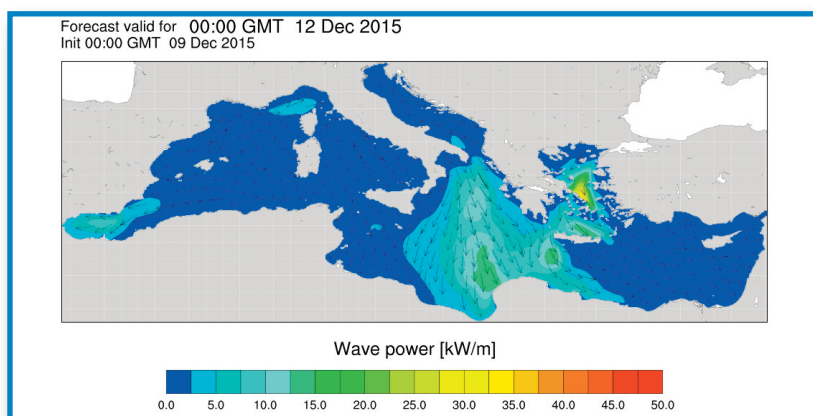 Forecast valid for 00:00 GMT 12 Dec 2015
Init 00:00 GMT 09 Dec 2015
Wave power [kW/m]
0.0 5.0 10.0 15.0 20.0 25.0 30.0 35.0 40.0 45.0 50.0